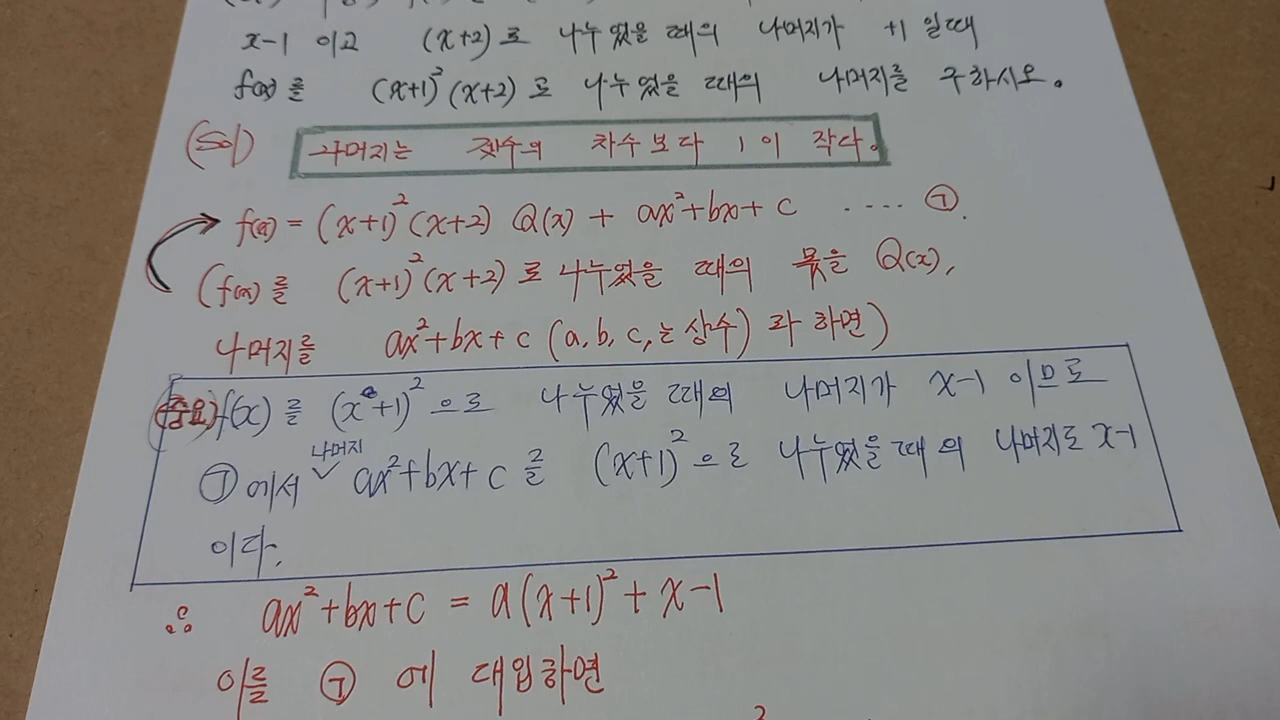 x-1 이고 (x+2)로 나누었을 때의 나머지가 +1 일때
f(x)를 (x+1)²(x+2)로 나누었을 때의 나머지를 구하시오.
(Sol) 나머지는 젯수의 차수보다 1이 작다.
f(x) = (x+1)²(x+2) Q(x) + ax²+bx+c ····· ㉠.
(f(x)를 (x+1)²(x+2)로 나누었을 때의 몫을 Q(x),
나머지를 ax²+bx+c (a, b, c,는 상수) 라 하면)
(중요) f(x)를 (x+1)²으로 나누었을 때의 나머지가 x-1 이므로
나머지
㉠에서 ✓ ax²+bx+c를 (x+1)²으로 나누었을때의 나머지도 x-1
이다.
∴ ax²+bx+c = a(x+1)²+x-1
이를 ㉠에 대입하면